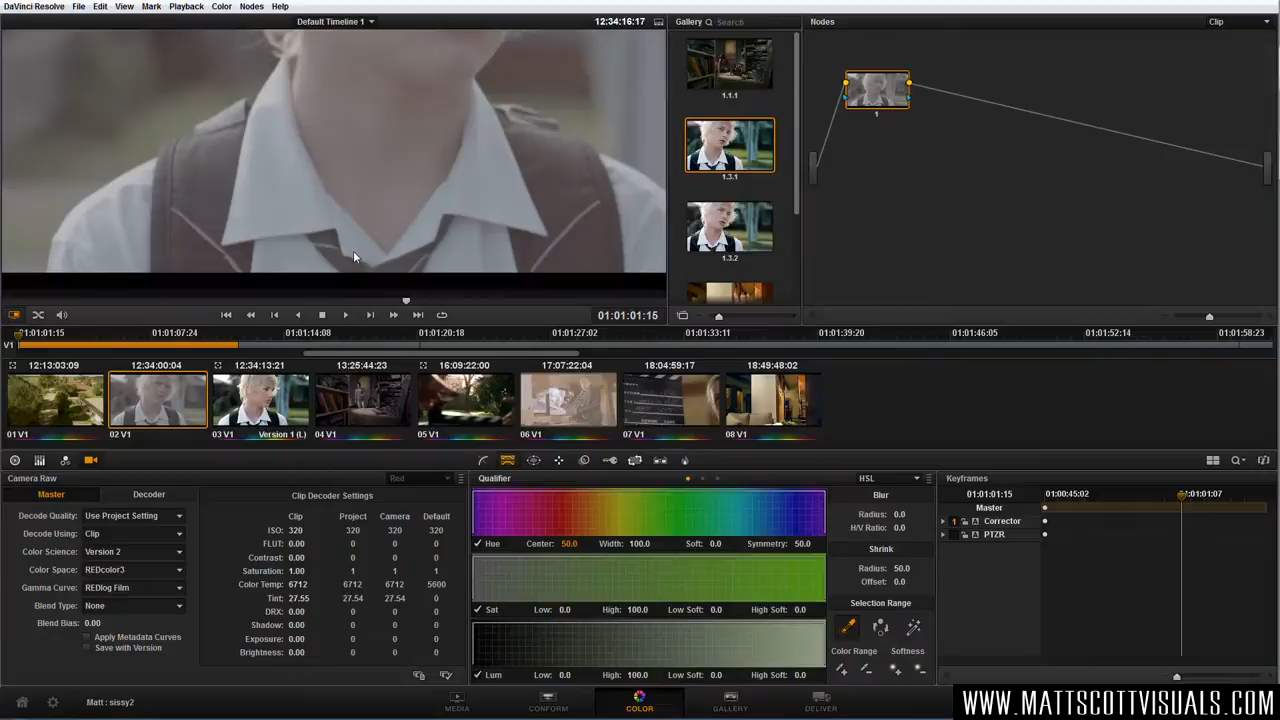 DaVinci Resolve File Edit View Mark Playback Color Nodes Help
Default Timeline 1 12:34:16:17 Gallery Search Nodes Clip
1.1.1
1.3.1
1.3.2
1
01:01:01:15
01:01:01:15 01:01:07:24 01:01:14:08 01:01:20:18 01:01:27:02 01:01:33:11 01:01:39:20 01:01:46:05 01:01:52:14 01:01:58:23
V1
12:13:03:09 12:34:00:04 12:34:13:21 13:25:44:23 16:09:22:00 17:07:22:04 18:04:59:17 18:49:48:02
01 V1 02 V1 03 V1 Version 1 (L) 04 V1 05 V1 06 V1 07 V1 08 V1
Camera Raw Red Qualifier HSL Keyframes
Master Decoder Clip Decoder Settings
Decode Quality: Use Project Setting
Decode Using: Clip
Color Science: Version 2
Color Space: REDcolor3
Gamma Curve: REDlog Film
Blend Type: None
Blend Bias: 0.00
Apply Metadata Curves
Save with Version
Clip Project Camera Default
ISO: 320 320 320 320
FLUT: 0.00 0 0 0
Contrast: 0.00 0 0 0
Saturation: 1.00 1 1 1
Color Temp: 6712 6712 6712 5600
Tint: 27.55 27.54 27.54 0
DRX: 0.00 0 0 0
Shadow: 0.00 0 0 0
Exposure: 0.00 0 0 0
Brightness: 0.00 0 0 0
Hue Center: 50.0 Width: 100.0 Soft: 0.0 Symmetry: 50.0
Sat Low: 0.0 High: 100.0 Low Soft: 0.0 High Soft: 0.0
Lum Low: 0.0 High: 100.0 Low Soft: 0.0 High Soft: 0.0
Blur
Radius: 0.0
H/V Ratio: 0.0
Shrink
Radius: 50.0
Offset: 0.0
Selection Range
Color Range Softness
01:01:01:15 01:00:45:02 01:01:01:07
Master
1 Corrector
PTZR
Matt : sissy2 MEDIA CONFORM COLOR GALLERY DELIVER
WWW.MATTSCOTTVISUALS.COM